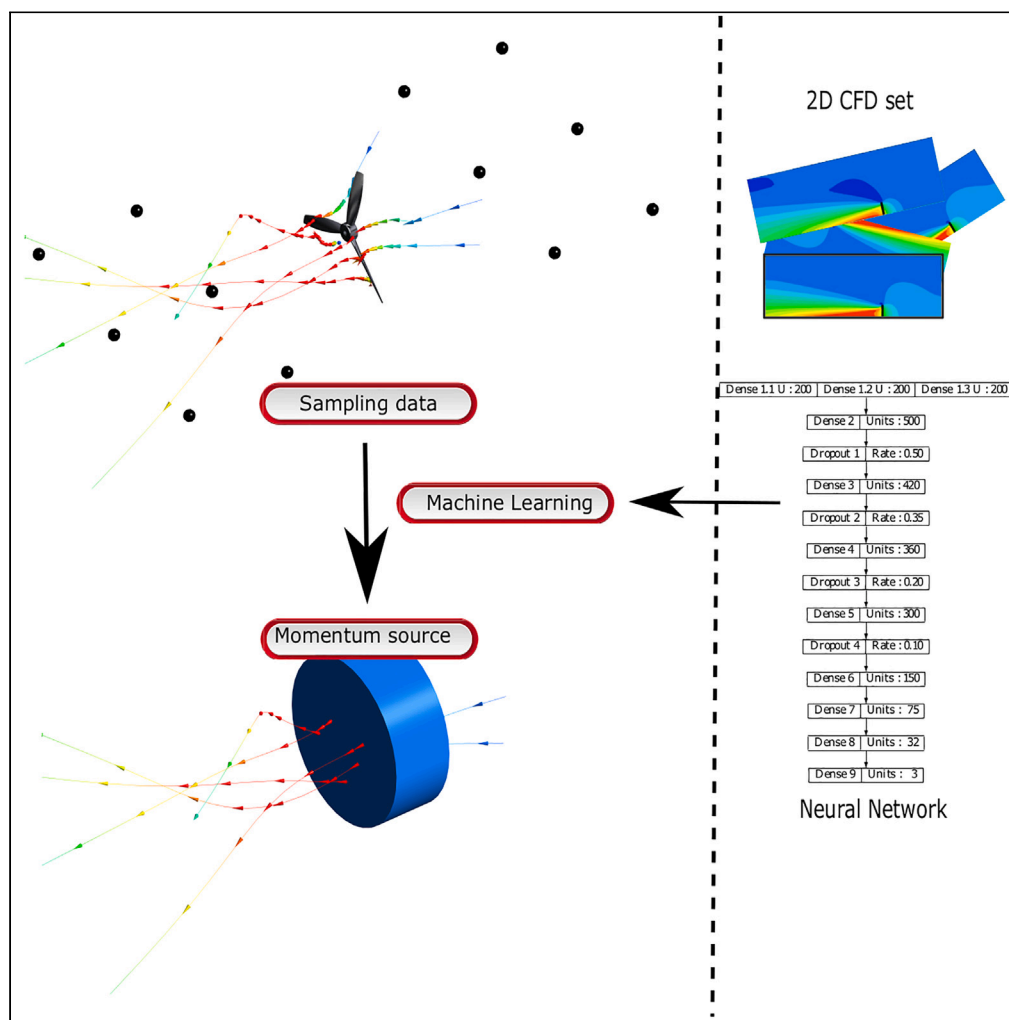 2D CFD set
Sampling data
Machine Learning
Momentum source
Dense 1.1 U : 200 Dense 1.2 U : 200 Dense 1.3 U : 200
Dense 2 Units : 500
Dropout 1 Rate : 0.50
Dense 3 Units : 420
Dropout 2 Rate : 0.35
Dense 4 Units : 360
Dropout 3 Rate : 0.20
Dense 5 Units : 300
Dropout 4 Rate : 0.10
Dense 6 Units : 150
Dense 7 Units : 75
Dense 8 Units : 32
Dense 9 Units : 3
Neural Network